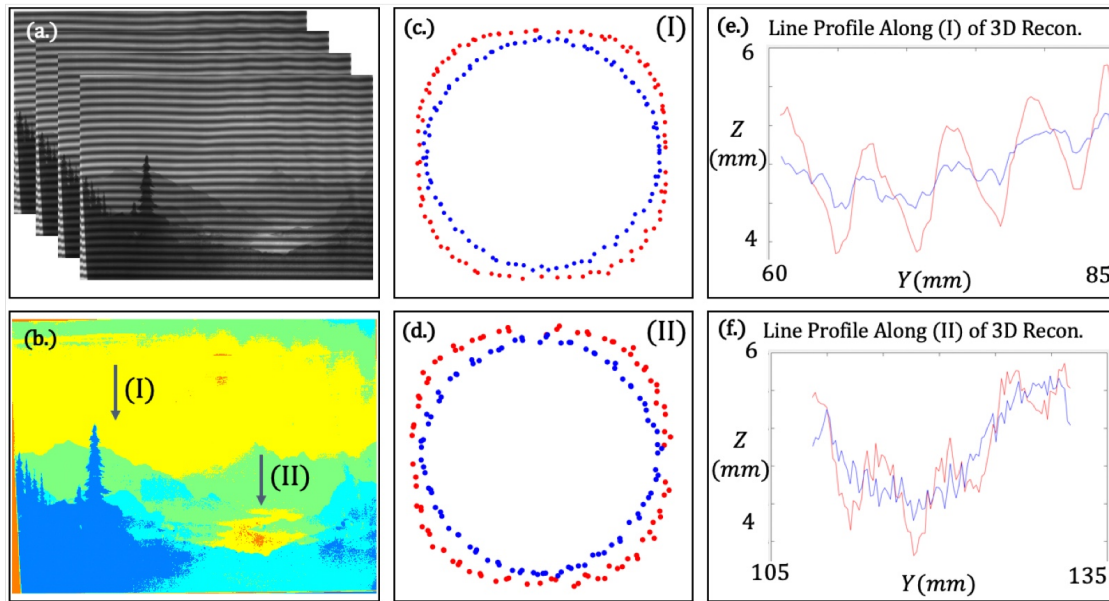 (a.)
(b.)
(I)
(II)
(c.)
(I)
(d.)
(II)
(e.)
Line Profile Along (I) of 3D Recon.
6
Z
(mm)
4
60
Y(mm)
85
(f.)
Line Profile Along (II) of 3D Recon.
6
Z
(mm)
4
105
Y(mm)
135